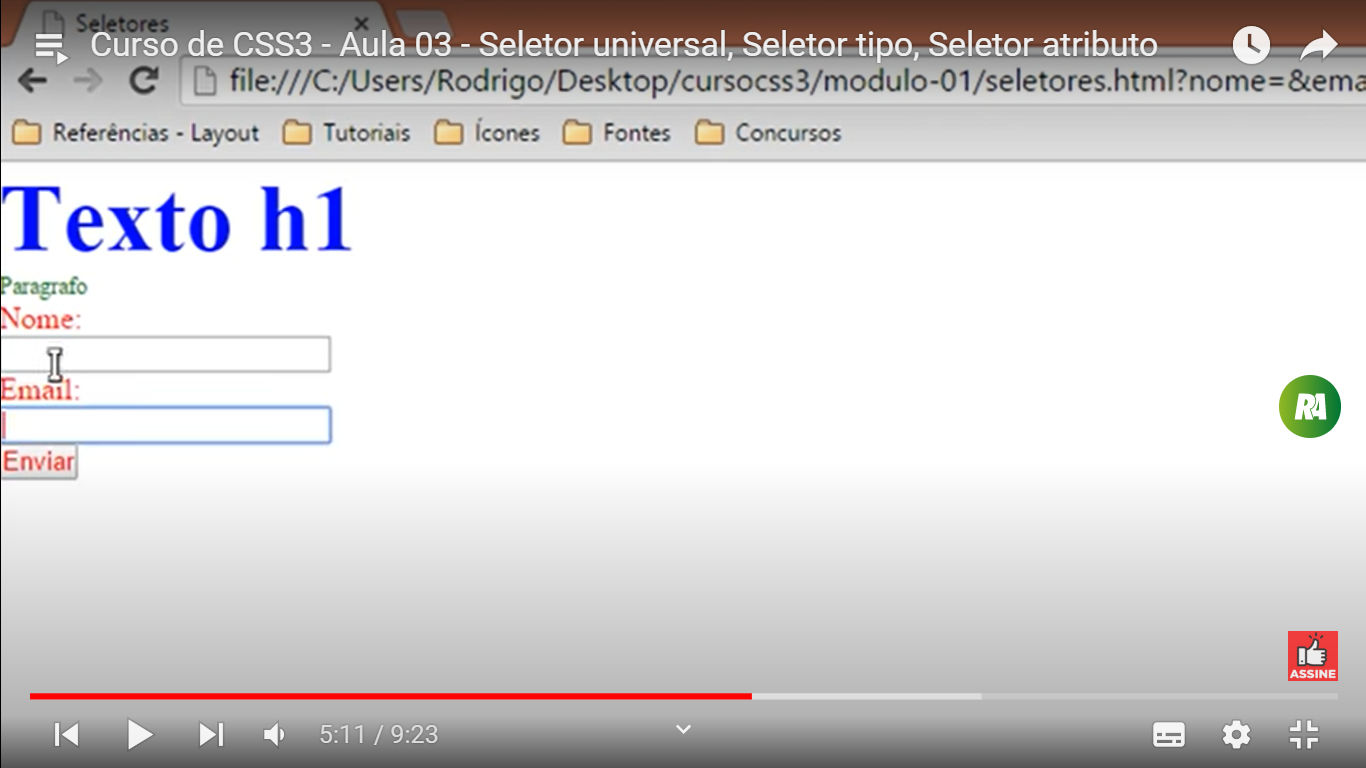 Seletores
Curso de CSS3 - Aula 03 - Seletor universal, Seletor tipo, Seletor atributo
file:///C:/Users/Rodrigo/Desktop/cursocss3/modulo-01/seletores.html?nome=&ema
Referências - Layout Tutoriais Ícones Fontes Concursos
Texto h1
Paragrafo
Nome:
Email:
Enviar
RA
ASSINE
5:11 / 9:23